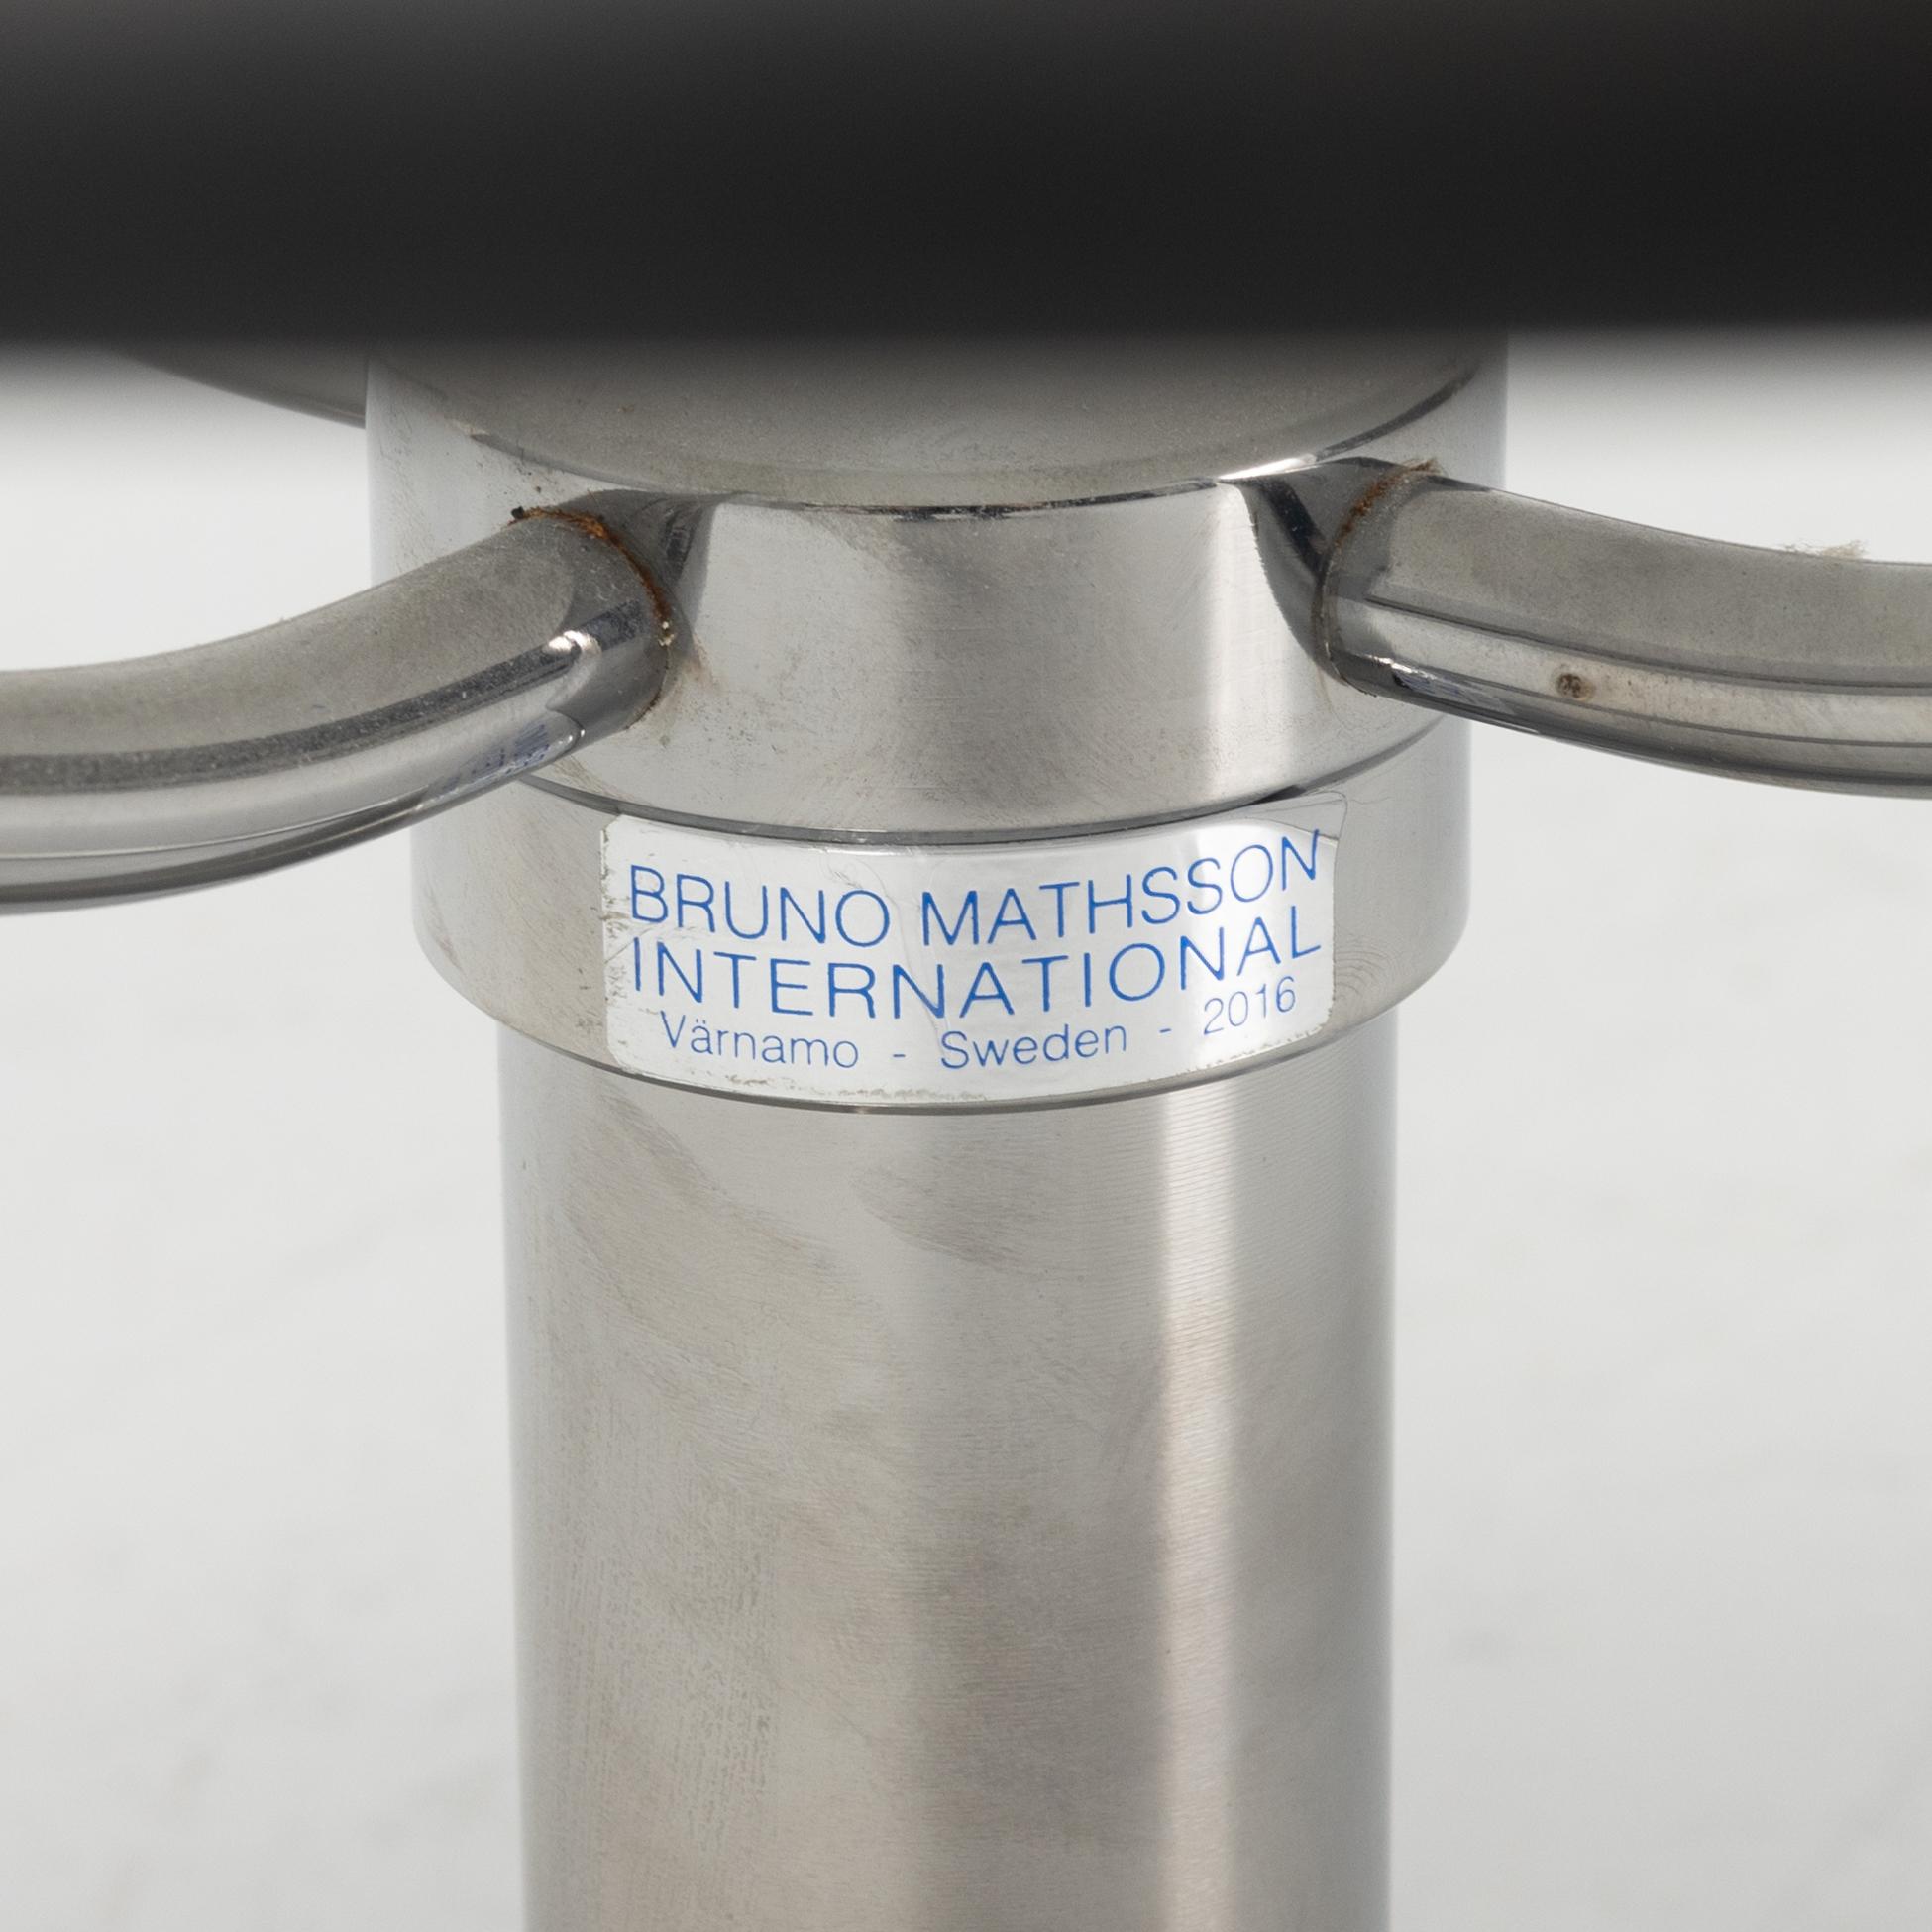 BRUNO MATHSSON
INTERNATIONAL
Värnamo - Sweden - 2016